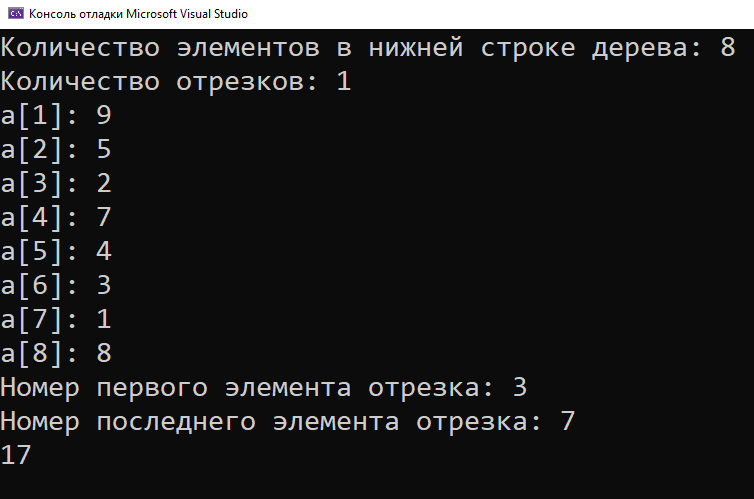 Консоль отладки Microsoft Visual Studio
Количество элементов в нижней строке дерева: 8
Количество отрезков: 1
a[1]: 9
a[2]: 5
a[3]: 2
a[4]: 7
a[5]: 4
a[6]: 3
a[7]: 1
a[8]: 8
Номер первого элемента отрезка: 3
Номер последнего элемента отрезка: 7
17